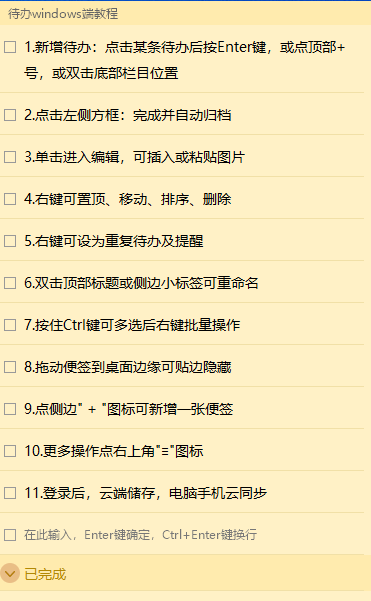 待办windows端教程
1.新增待办：点击某条待办后按Enter键，或点顶部+
号，或双击底部栏目位置
2.点击左侧方框：完成并自动归档
3.单击进入编辑，可插入或粘贴图片
4.右键可置顶、移动、排序、删除
5.右键可设为重复待办及提醒
6.双击顶部标题或侧边小标签可重命名
7.按住Ctrl键可多选后右键批量操作
8.拖动便签到桌面边缘可贴边隐藏
9.点侧边" + "图标可新增一张便签
10.更多操作点右上角"≡"图标
11.登录后，云端储存，电脑手机云同步
在此输入，Enter键确定，Ctrl+Enter键换行
已完成